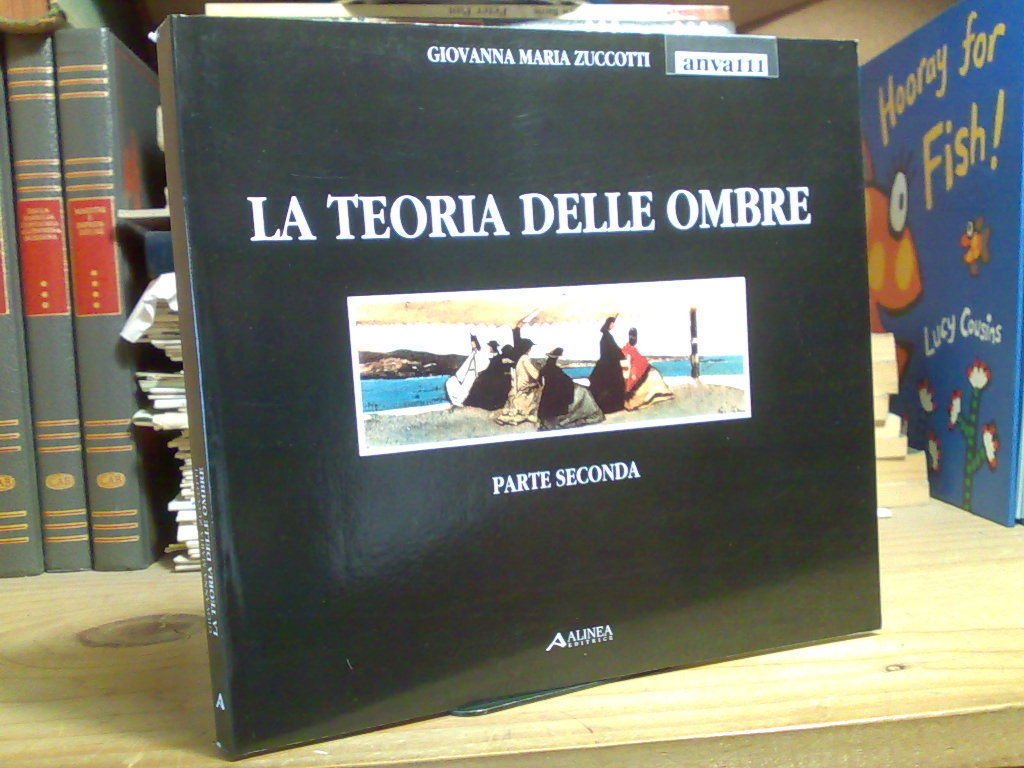 GIOVANNA MARIA ZUCCOTTI
anva111
LA TEORIA DELLE OMBRE
PARTE SECONDA
ALINEA
EDITRICE
LA TEORIA DELLE OMBRE
A
Hooray for
Fish!
Lucy Cousins